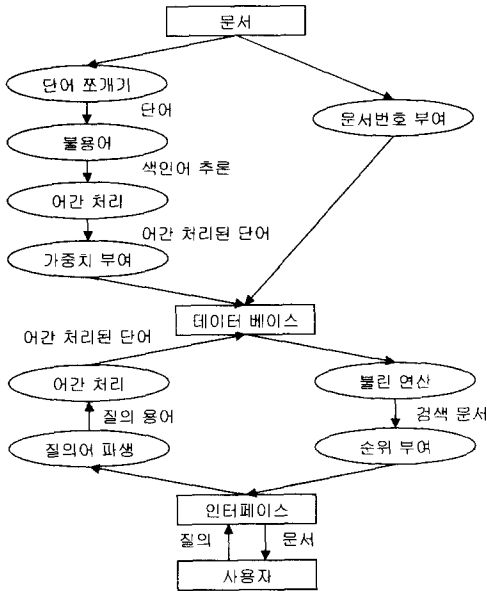 문서
단어 쪼개기
단어
문서번호 부여
불용어
색인어 추론
어간 처리
어간 처리된 단어
가중치 부여
데이터 베이스
어간 처리된 단어
어간 처리
불린 연산
질의 용어
검색 문서
질의어 파생
순위 부여
인터페이스
질의
문서
사용자